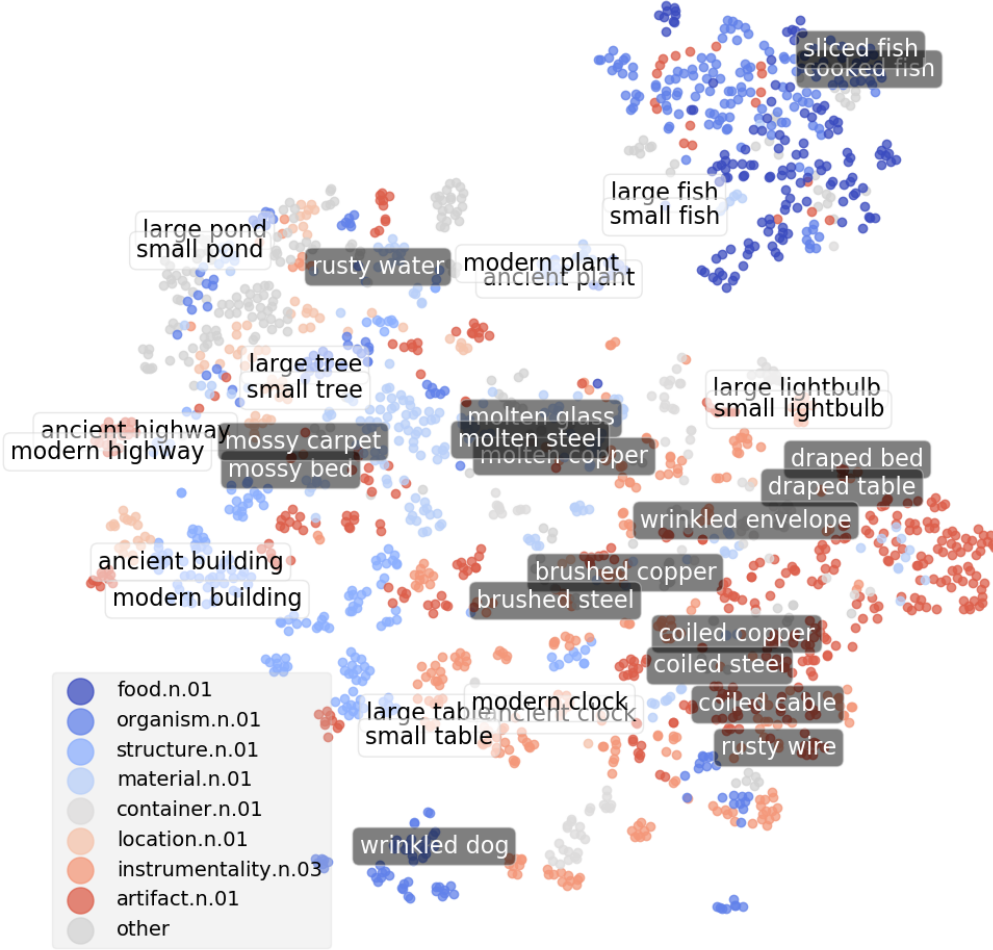 sliced fish
cooked fish
large fish
small fish
large pond
small pond
rusty water
modern plant
ancient plant
large tree
small tree
large lightbulb
small lightbulb
molten glass
molten steel
molten copper
ancient highway
modern highway
mossy carpet
mossy bed
draped bed
draped table
wrinkled envelope
ancient building
modern building
brushed copper
brushed steel
coiled copper
coiled steel
coiled cable
rusty wire
modern clock
ancient clock
large table
small table
wrinkled dog
food.n.01
organism.n.01
structure.n.01
material.n.01
container.n.01
location.n.01
instrumentality.n.03
artifact.n.01
other